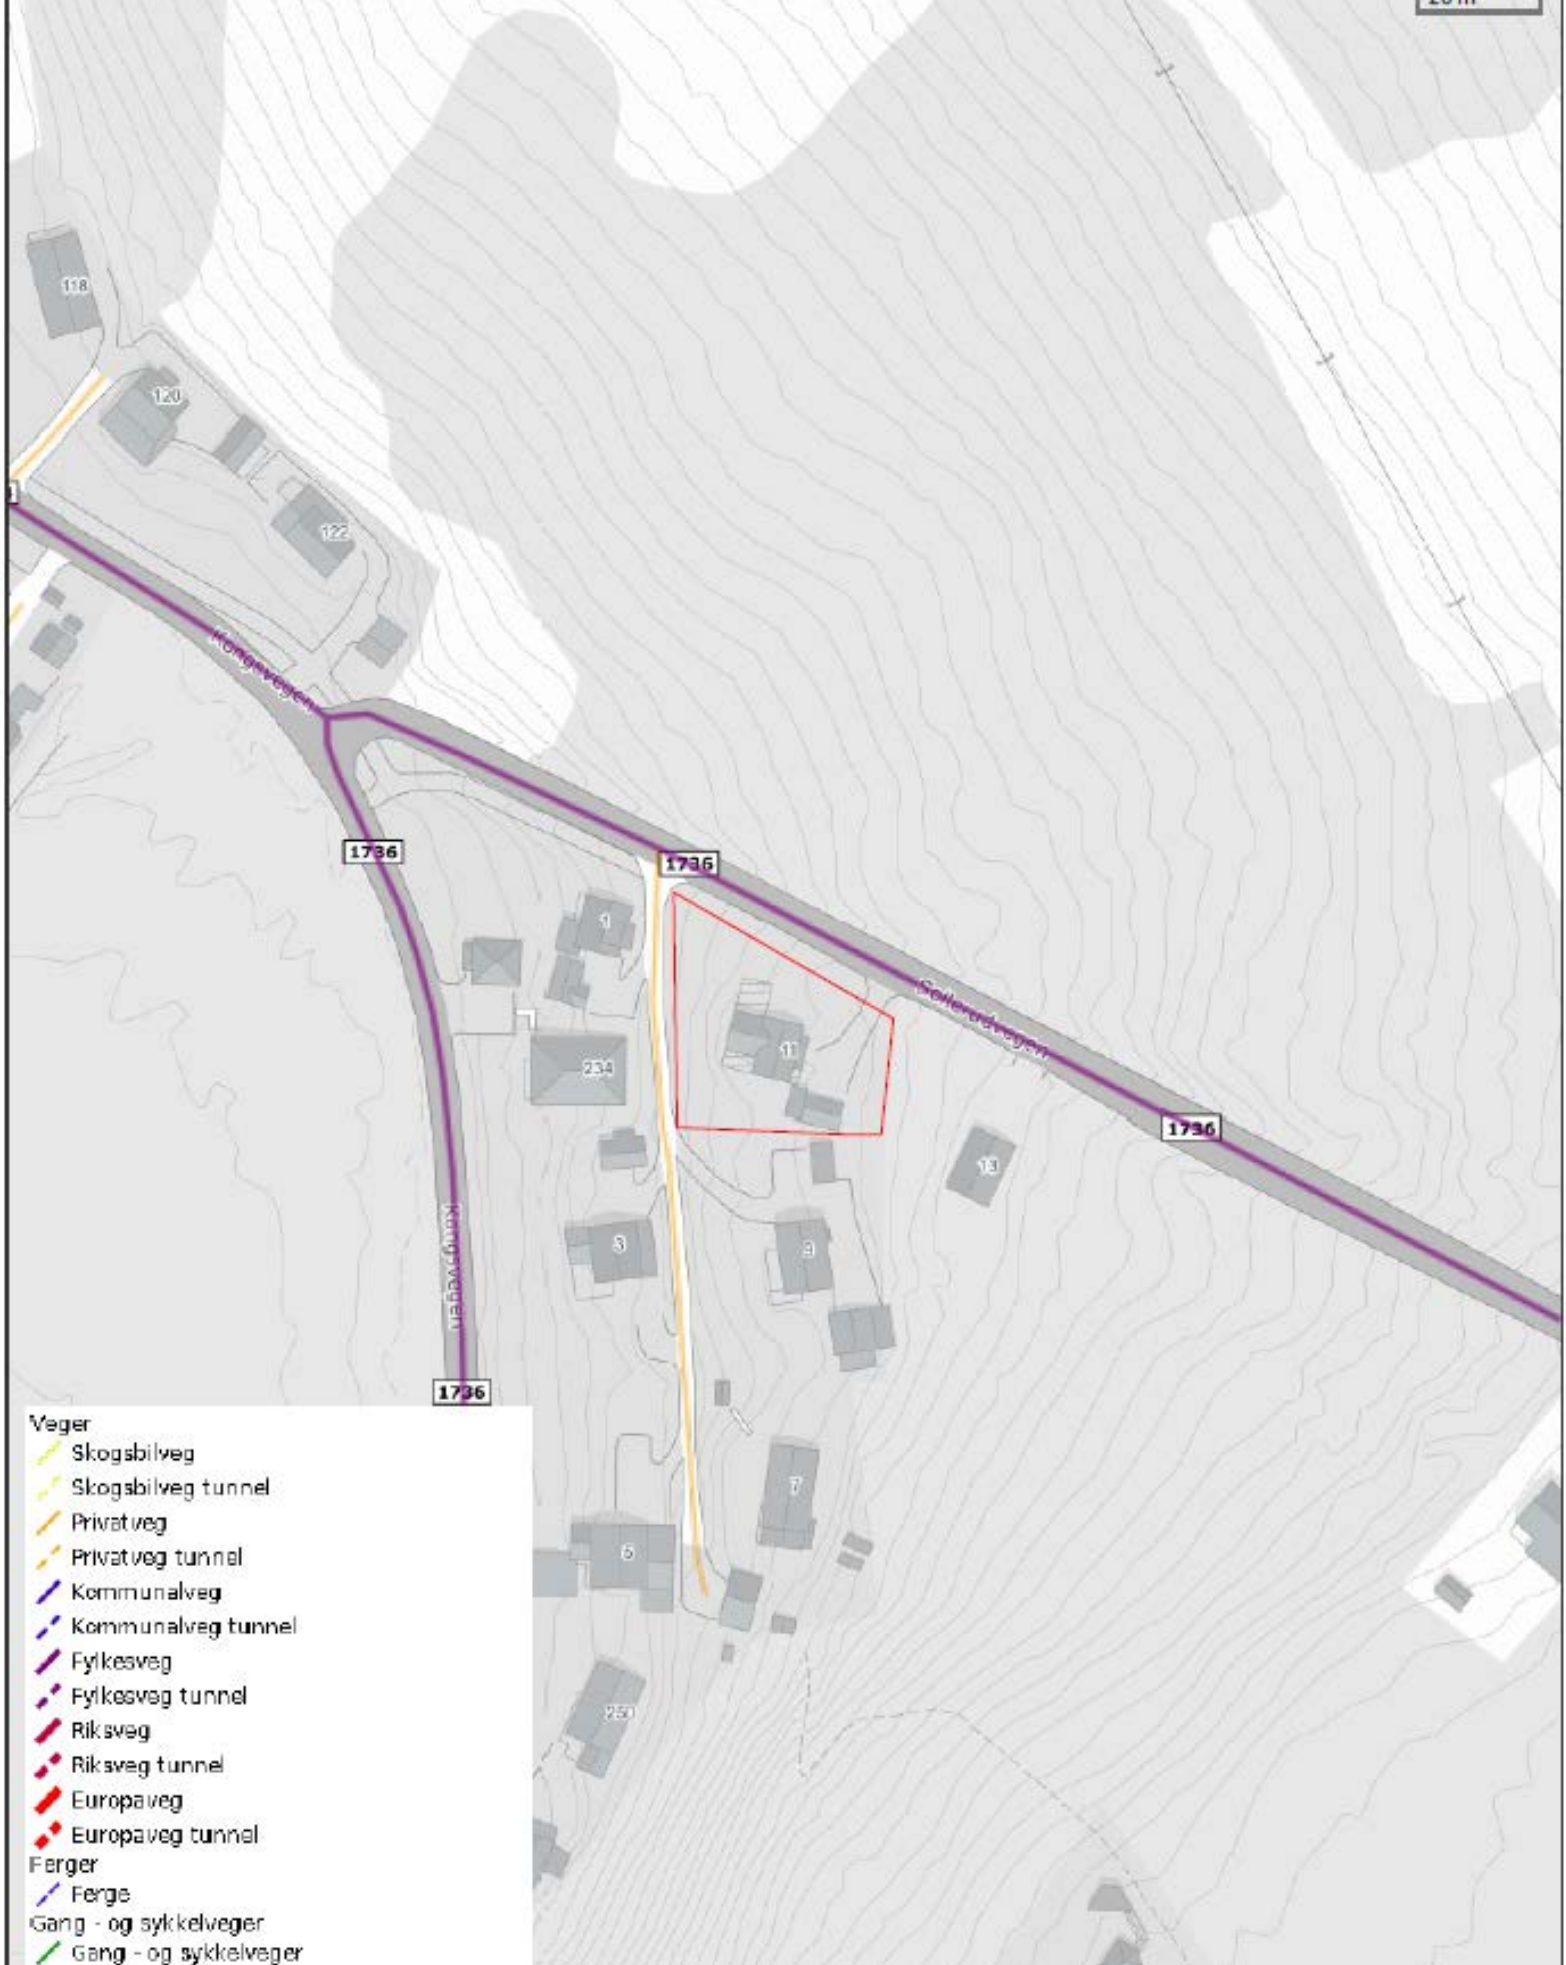 118
120
122
Kongsvegen
1736
1736
1
11
Sollerudvegen
234
1736
13
3
9
Kongsvegen
1736
7
5
250
Veger
Skogsbilveg
Skogsbilveg tunnel
Privatveg
Privatveg tunnel
Kommunalveg
Kommunalveg tunnel
Fylkesveg
Fylkesveg tunnel
Riksveg
Riksveg tunnel
Europaveg
Europaveg tunnel
Ferger
Ferge
Gang - og sykkelveger
Gang - og sykkelveger